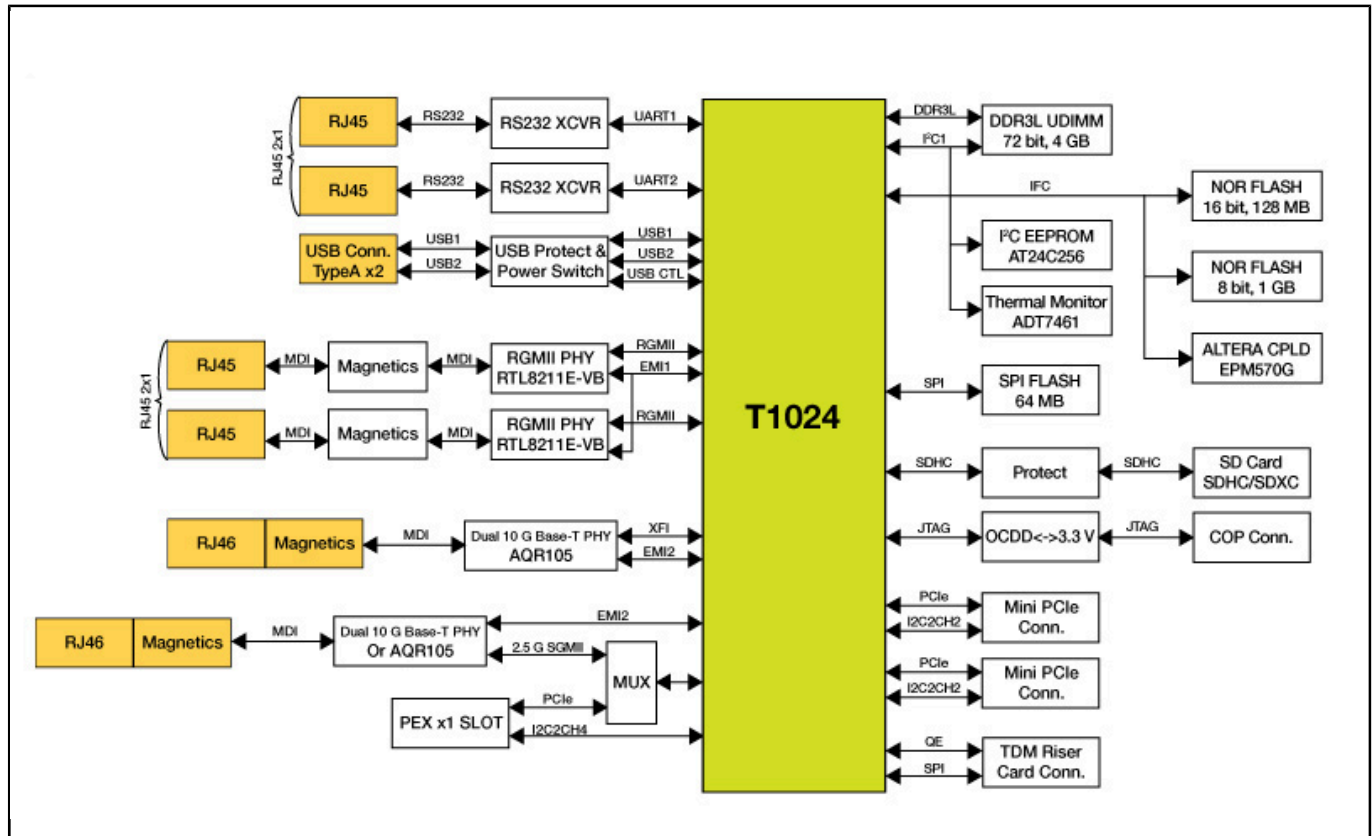 RJ45 2x1
RJ45
RS232
RS232 XCVR
UART1
RJ45
RS232
RS232 XCVR
UART2
USB Conn.
TypeA x2
USB1
USB2
USB Protect &
Power Switch
USB1
USB2
USB CTL
RJ45 2x1
RJ45
MDI
Magnetics
MDI
RGMII PHY
RTL8211E-VB
RGMII
EMI1
RJ45
MDI
Magnetics
MDI
RGMII PHY
RTL8211E-VB
RGMII
RJ46
Magnetics
MDI
Dual 10 G Base-T PHY
AQR105
XFI
EMI2
RJ46
Magnetics
MDI
Dual 10 G Base-T PHY
Or AQR105
EMI2
2.5 G SGMII
MUX
PEX x1 SLOT
PCIe
I2C2CH4
T1024
DDR3L
I²C1
DDR3L UDIMM
72 bit, 4 GB
IFC
NOR FLASH
16 bit, 128 MB
I²C EEPROM
AT24C256
NOR FLASH
8 bit, 1 GB
Thermal Monitor
ADT7461
ALTERA CPLD
EPM570G
SPI
SPI FLASH
64 MB
SDHC
Protect
SDHC
SD Card
SDHC/SDXC
JTAG
OCDD<->3.3 V
JTAG
COP Conn.
PCIe
I2C2CH2
Mini PCIe
Conn.
PCIe
I2C2CH2
Mini PCIe
Conn.
QE
SPI
TDM Riser
Card Conn.